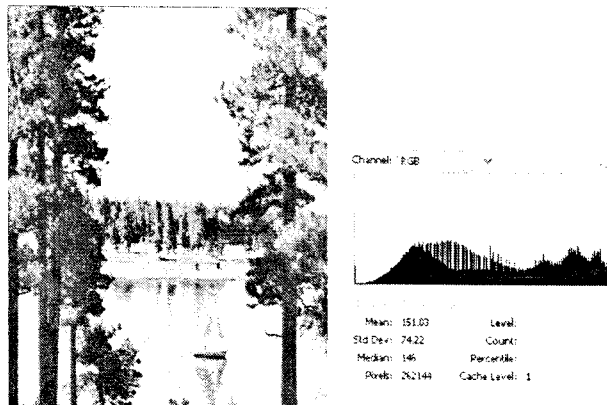 Channel: RGB
Mean: 151.03 Level:
Std Dev: 74.22 Count:
Median: 146 Percentile:
Pixels: 262144 Cache Level: 1